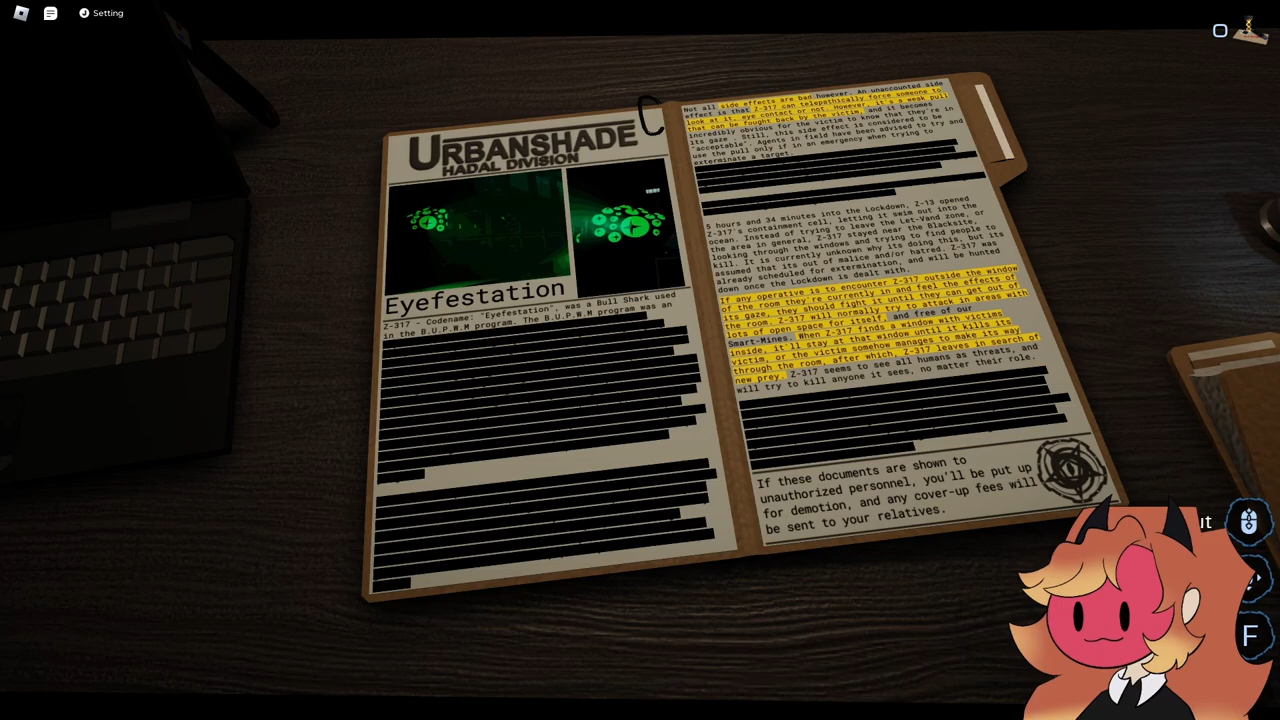 Setting
URBANSHADE
HADAL DIVISION
Eyefestation
Z-317 - Codename: "Eyefestation", was a Bull Shark used
in the B.U.P.W.M program. The B.U.P.W.M program was an
Not all side effects are bad however. An unaccounted side
effect is that Z-317 can telepathically force someone to
look at it, eye contact or not. However, it's a weak pull
that can be fought back by the victim, and it becomes
incredibly obvious for the victim to know that they're in
its gaze. Still, this side effect is considered to be
"acceptable". Agents in field have been advised to try and
use the pull only if in an emergency when trying to
exterminate a target.
5 hours and 34 minutes into the Lockdown, Z-13 opened
Z-317's containment cell, letting it swim out into the
ocean. Instead of trying to leave the Let-Vand zone, or
the area in general, Z-317 stayed near the Blacksite,
looking through the windows and trying to find people to
kill. It is currently unknown why its doing this, but its
assumed that its out of malice and/or hatred. Z-317 was
already scheduled for extermination, and will be hunted
down once the Lockdown is dealt with.
If any operative is to encounter Z-317 outside the window
of the room they're currently in and feel the effects of
its gaze, they should fight it until they can get out of
the room. Z-317 will normally try to attack in areas with
lots of open space for itself, and free of our
Smart-Mines. When Z-317 finds a window with victims
inside, it'll stay at that window until it kills its
victim, or the victim somehow manages to make its way
through the room, after which, Z-317 leaves in search of
new prey. Z-317 seems to see all humans as threats, and
will try to kill anyone it sees, no matter their role.
If these documents are shown to
unauthorized personnel, you'll be put up
for demotion, and any cover-up fees will
be sent to your relatives.
F